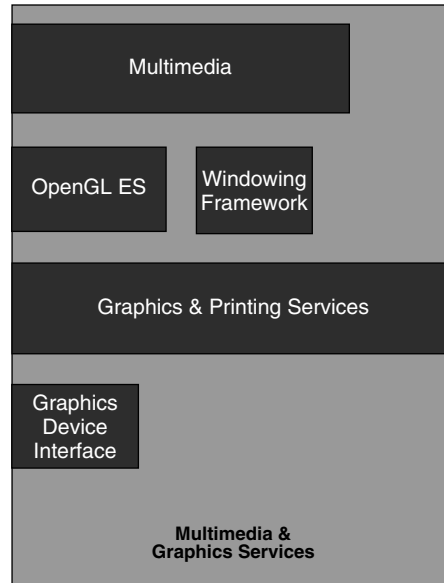 Multimedia
OpenGL ES
Windowing
Framework
Graphics & Printing Services
Graphics
Device
Interface
Multimedia &
Graphics Services